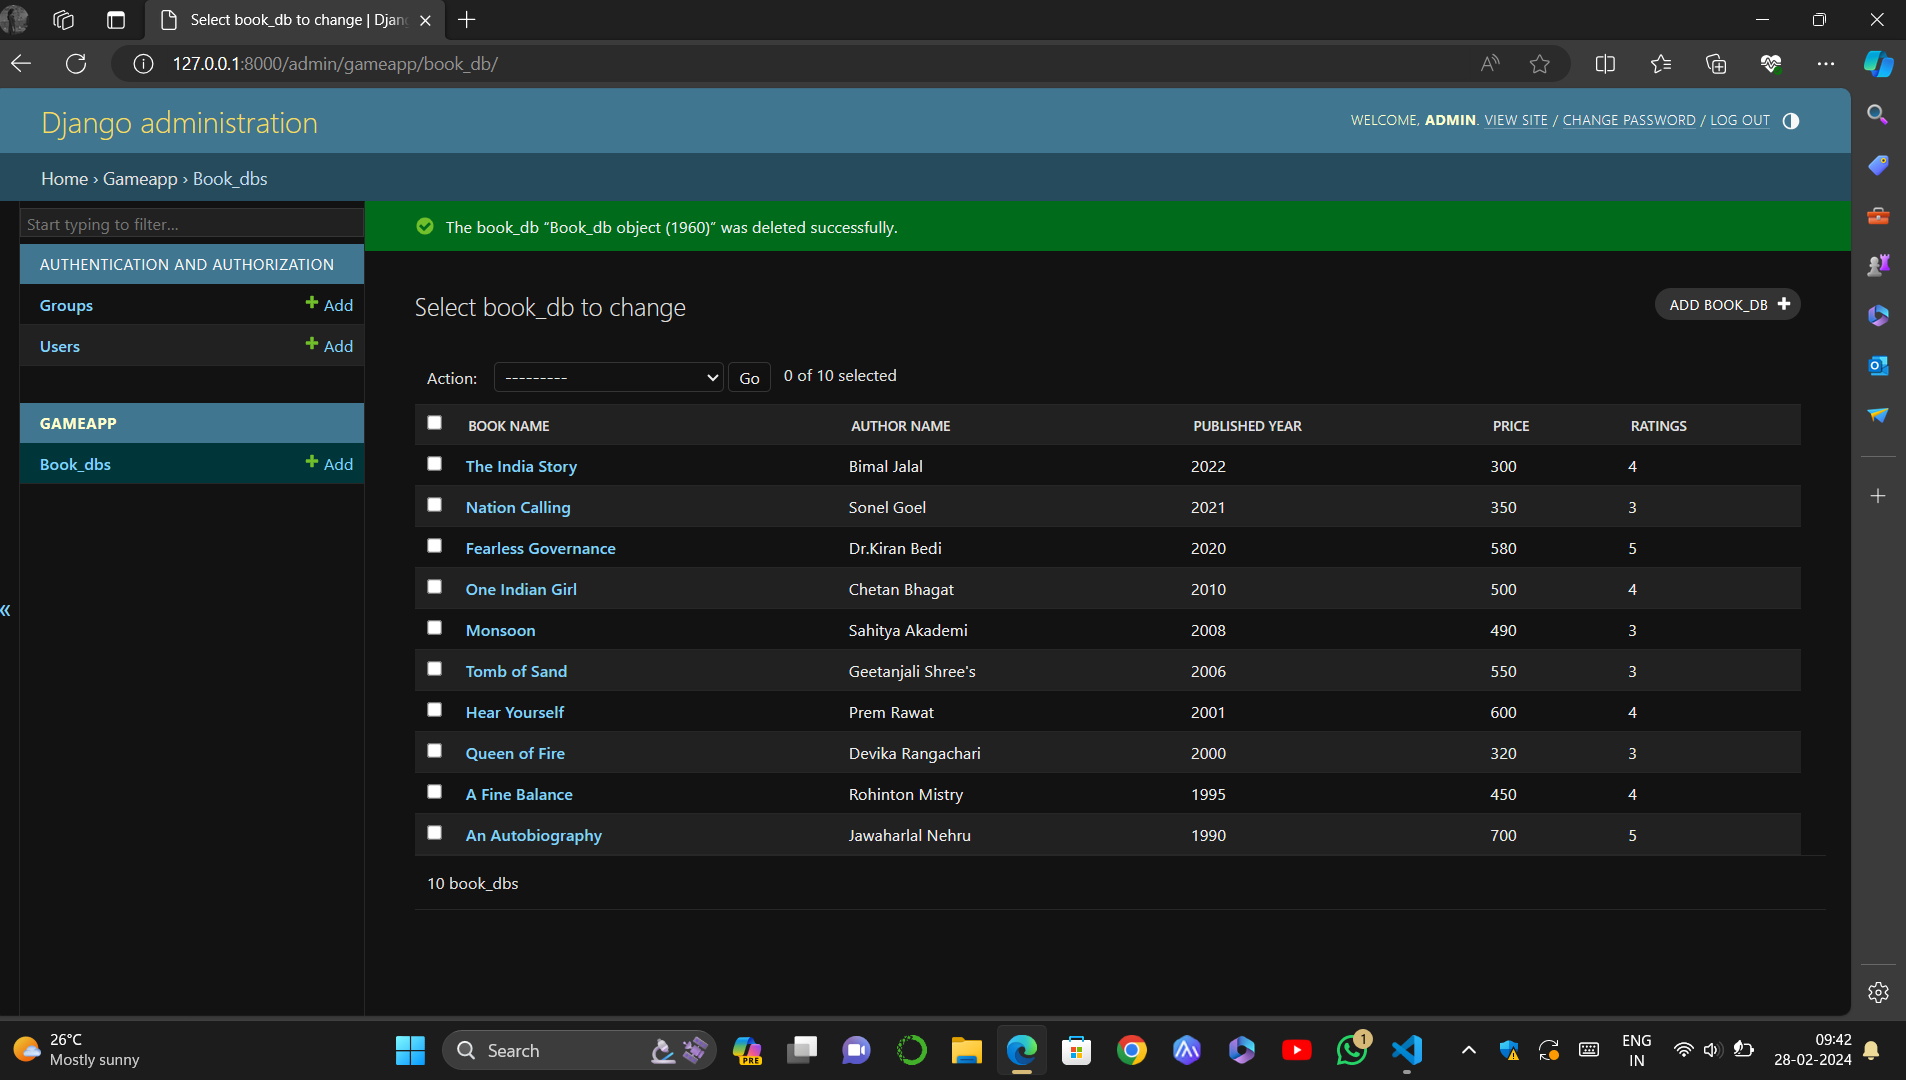 Select book_db to change | Djan
127.0.0.1:8000/admin/gameapp/book_db/
Django administration
WELCOME, ADMIN. VIEW SITE / CHANGE PASSWORD / LOG OUT
Home › Gameapp › Book_dbs
Start typing to filter...
The book_db “Book_db object (1960)” was deleted successfully.
AUTHENTICATION AND AUTHORIZATION
Groups + Add
Users + Add
GAMEAPP
Book_dbs + Add
«
Select book_db to change
ADD BOOK_DB +
Action: --------- Go 0 of 10 selected
BOOK NAME AUTHOR NAME PUBLISHED YEAR PRICE RATINGS
The India Story Bimal Jalal 2022 300 4
Nation Calling Sonel Goel 2021 350 3
Fearless Governance Dr.Kiran Bedi 2020 580 5
One Indian Girl Chetan Bhagat 2010 500 4
Monsoon Sahitya Akademi 2008 490 3
Tomb of Sand Geetanjali Shree's 2006 550 3
Hear Yourself Prem Rawat 2001 600 4
Queen of Fire Devika Rangachari 2000 320 3
A Fine Balance Rohinton Mistry 1995 450 4
An Autobiography Jawaharlal Nehru 1990 700 5
10 book_dbs
26°C
Mostly sunny
Search
PRE
1
ENG
IN
09:42
28-02-2024